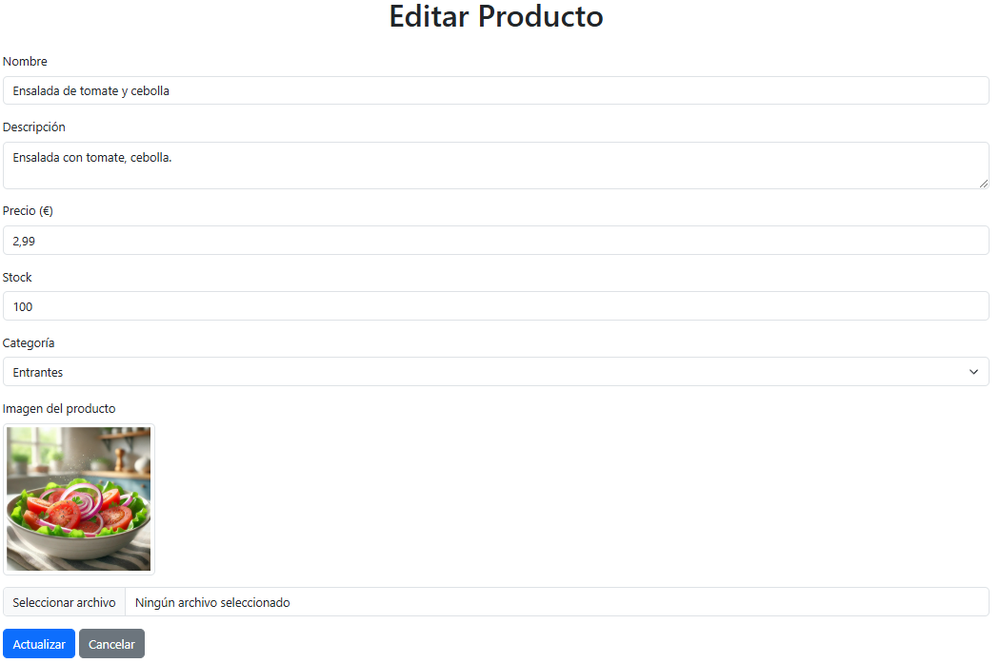 Editar Producto
Nombre
Ensalada de tomate y cebolla
Descripción
Ensalada con tomate, cebolla.
Precio (€)
2,99
Stock
100
Categoría
Entrantes
Imagen del producto
Seleccionar archivo Ningún archivo seleccionado
Actualizar Cancelar